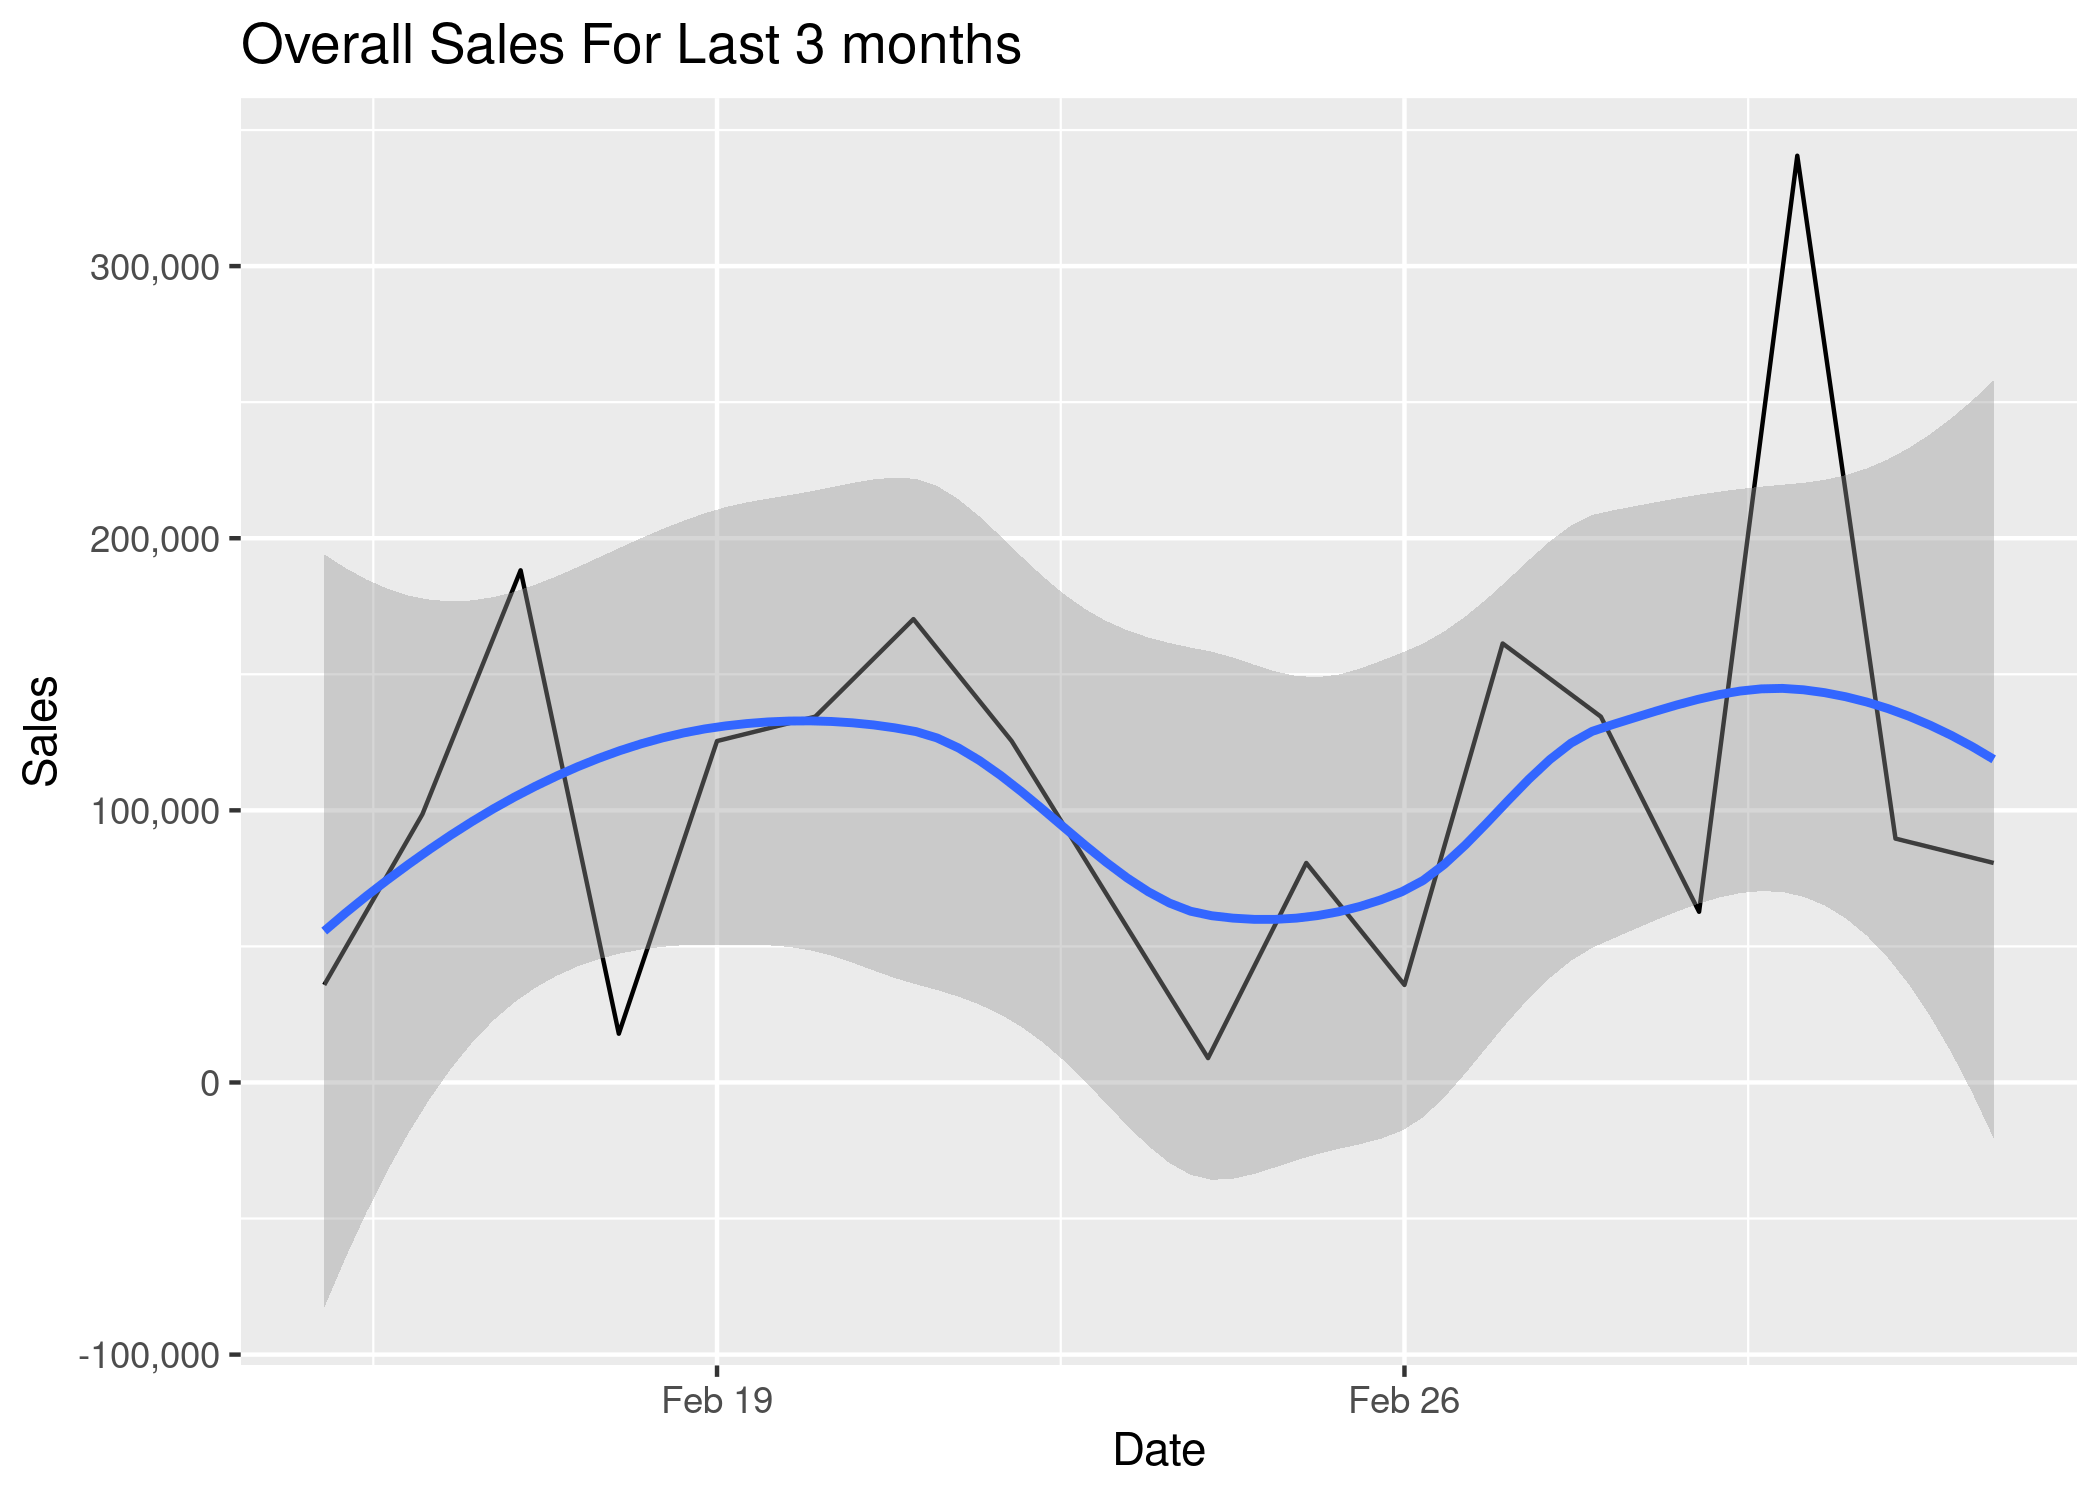 Overall Sales For Last 3 months
300,000
200,000
100,000
0
-100,000
Sales
Feb 19
Feb 26
Date